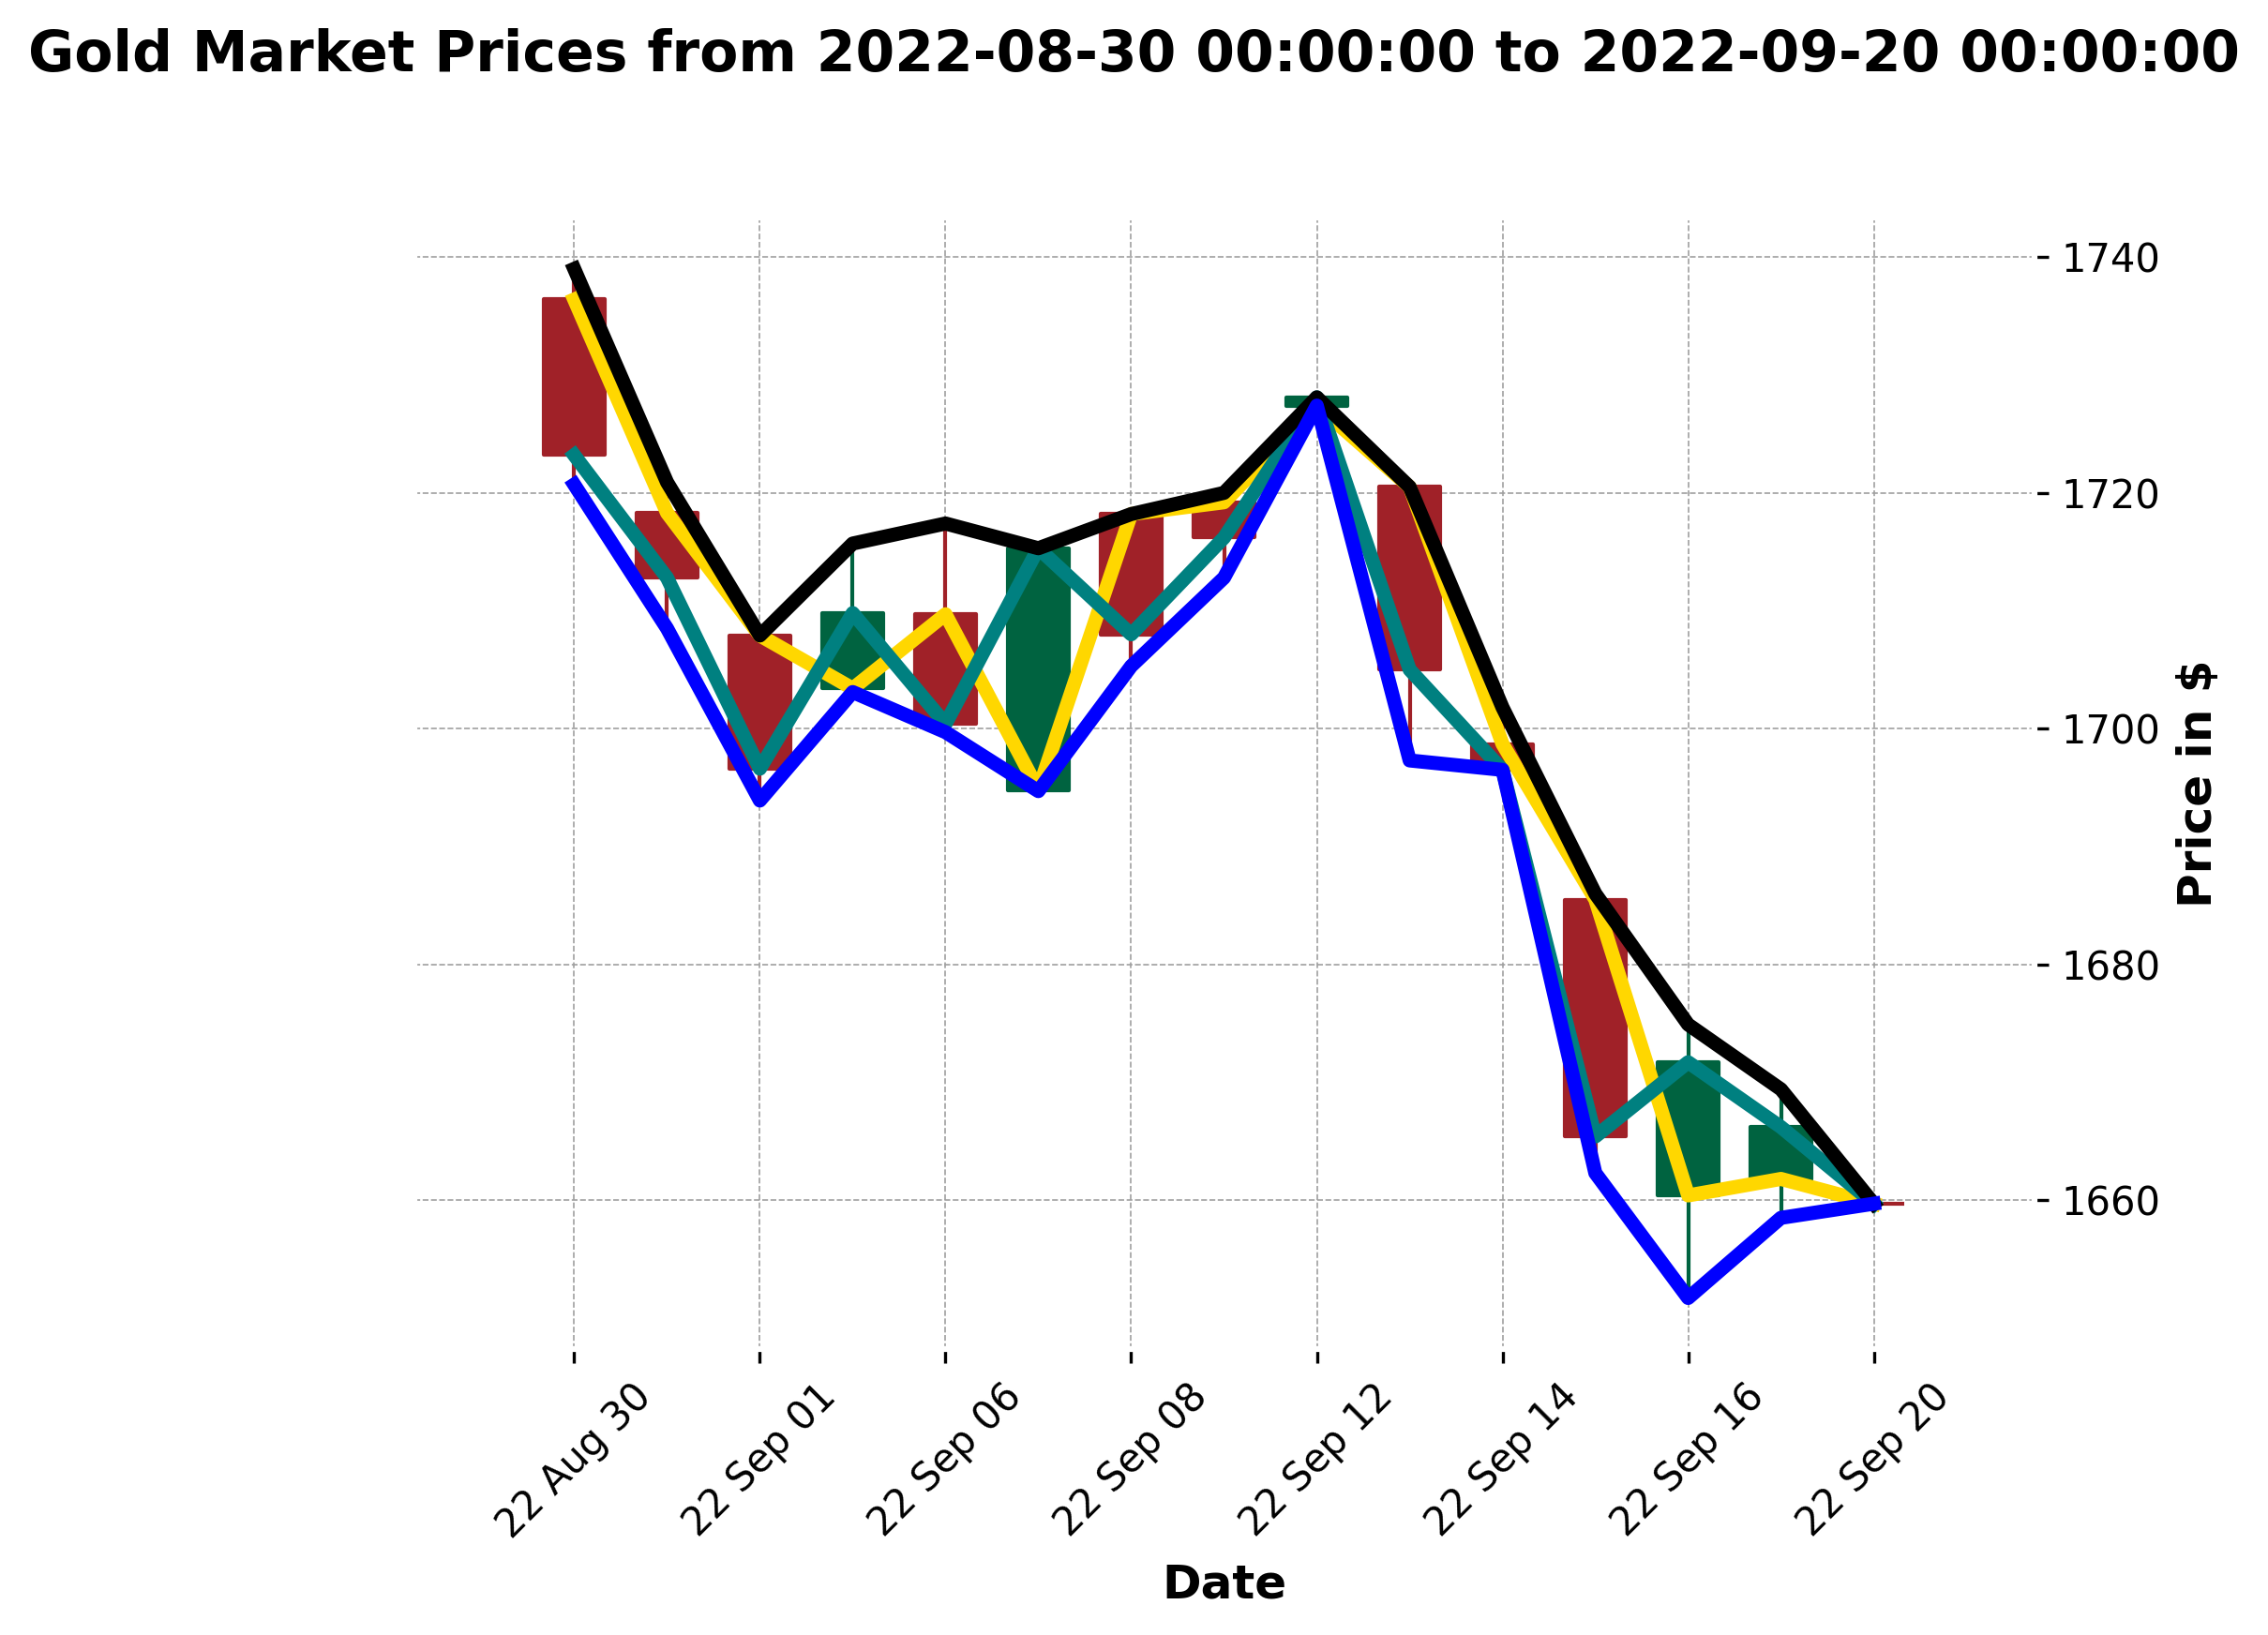 Gold Market Prices from 2022-08-30 00:00:00 to 2022-09-20 00:00:00
1740
1720
1700
1680
1660
Price in $
22 Aug 30
22 Sep 01
22 Sep 06
22 Sep 08
22 Sep 12
22 Sep 14
22 Sep 16
22 Sep 20
Date